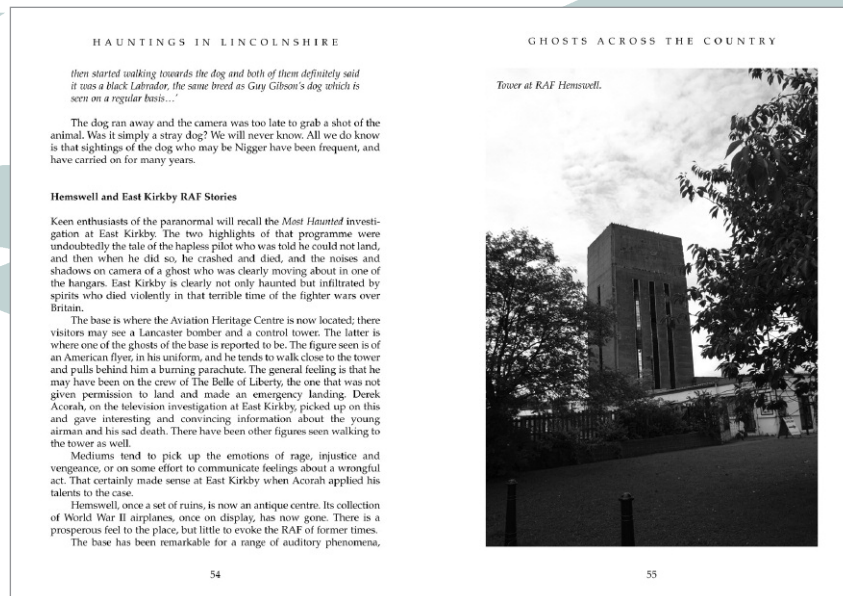 HAUNTINGS IN LINCOLNSHIRE
then started walking towards the dog and both of them definitely said
it was a black Labrador, the same breed as Guy Gibson's dog which is
seen on a regular basis…'
The dog ran away and the camera was too late to grab a shot of the
animal. Was it simply a stray dog? We will never know. All we do know
is that sightings of the dog who may be Nigger have been frequent, and
have carried on for many years.
Hemswell and East Kirkby RAF Stories
Keen enthusiasts of the paranormal will recall the Most Haunted investi-
gation at East Kirkby. The two highlights of that programme were
undoubtedly the tale of the hapless pilot who was told he could not land,
and then when he did so, he crashed and died, and the noises and
shadows on camera of a ghost who was clearly moving about in one of
the hangars. East Kirkby is clearly not only haunted but infiltrated by
spirits who died violently in that terrible time of the fighter wars over
Britain.
The base is where the Aviation Heritage Centre is now located; there
visitors may see a Lancaster bomber and a control tower. The latter is
where one of the ghosts of the base is reported to be. The figure seen is of
an American flyer, in his uniform, and he tends to walk close to the tower
and pulls behind him a burning parachute. The general feeling is that he
may have been on the crew of The Belle of Liberty, the one that was not
given permission to land and made an emergency landing. Derek
Acorah, on the television investigation at East Kirkby, picked up on this
and gave interesting and convincing information about the young
airman and his sad death. There have been other figures seen walking to
the tower as well.
Mediums tend to pick up the emotions of rage, injustice and
vengeance, or on some effort to communicate feelings about a wrongful
act. That certainly made sense at East Kirkby when Acorah applied his
talents to the case.
Hemswell, once a set of ruins, is now an antique centre. Its collection
of World War II airplanes, once on display, has now gone. There is a
prosperous feel to the place, but little to evoke the RAF of former times.
The base has been remarkable for a range of auditory phenomena,
54
GHOSTS ACROSS THE COUNTRY
Tower at RAF Hemswell.
55